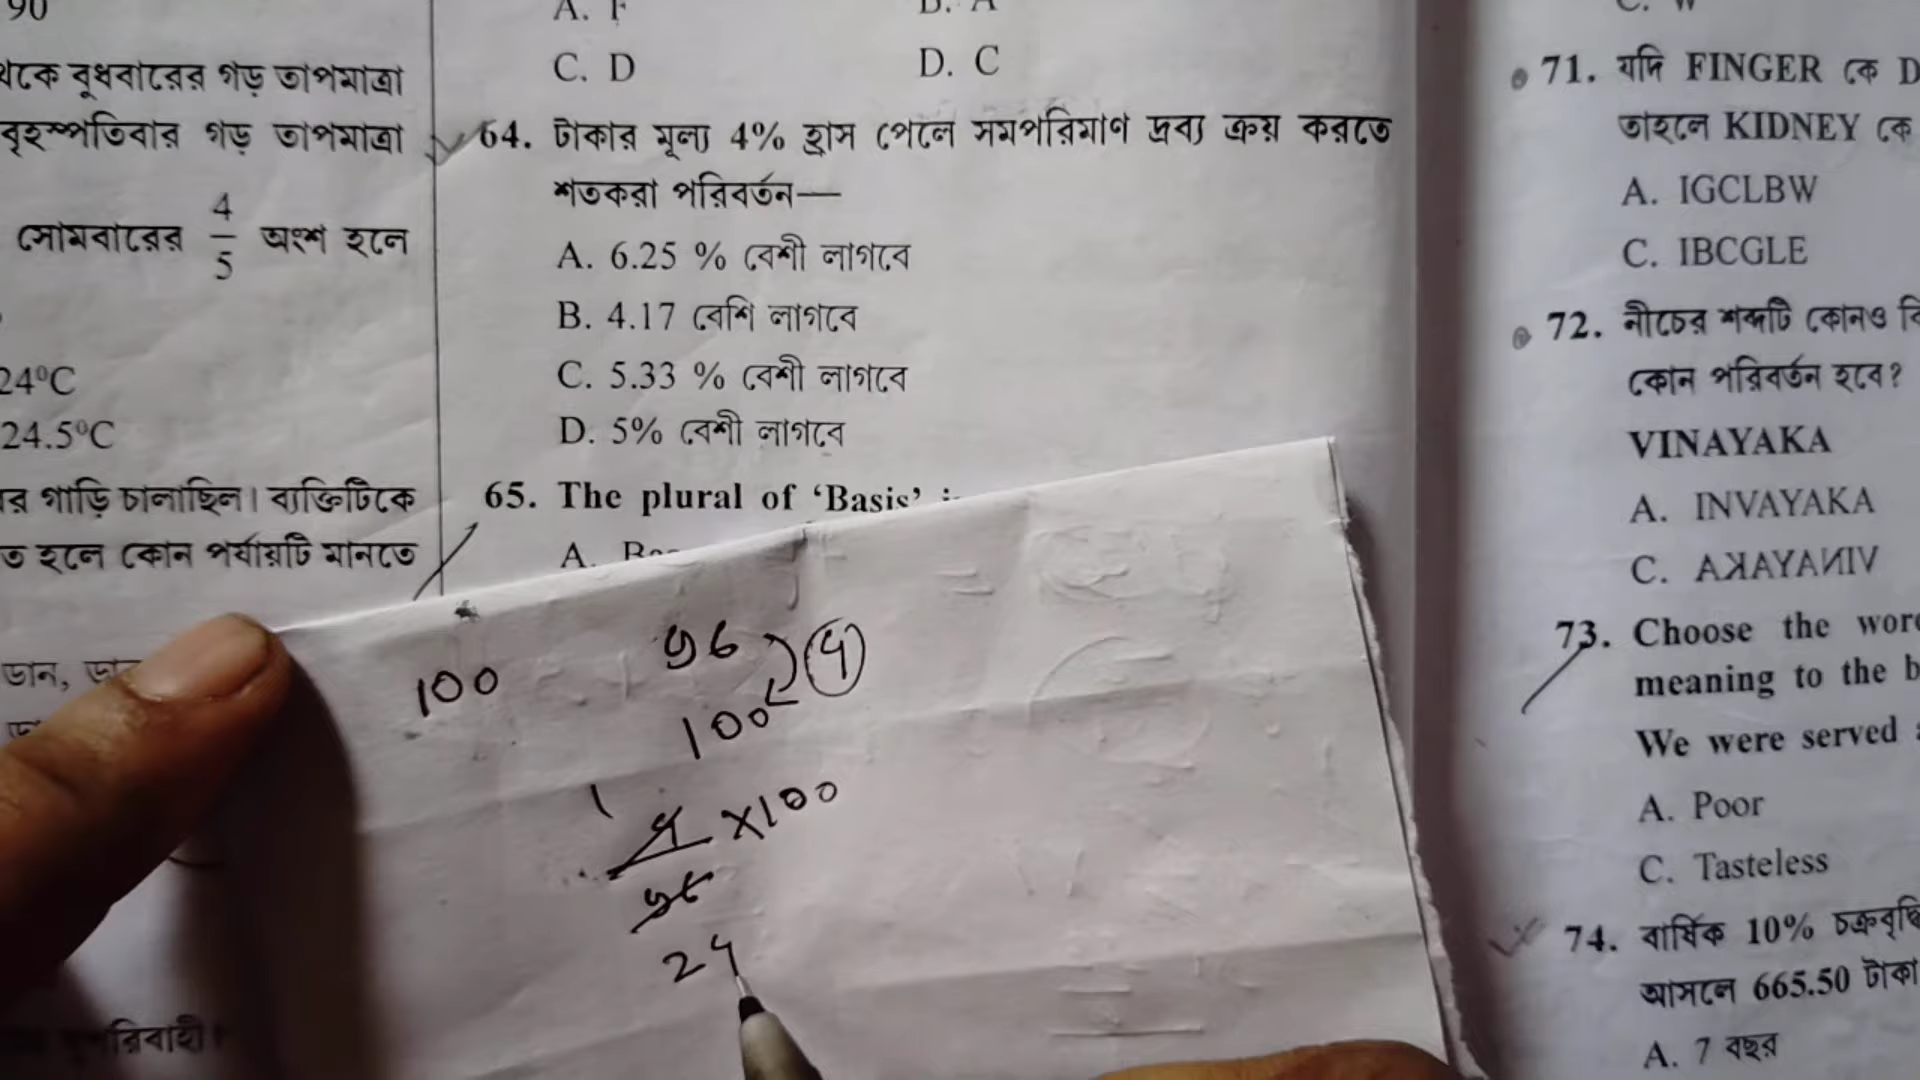 90
থেকে বুধবারের গড় তাপমাত্রা
বৃহস্পতিবার গড় তাপমাত্রা
সোমবারের 4/5 অংশ হলে
24°C
24.5°C
গাড়ি চালাচ্ছিল। ব্যক্তিটিকে
হলে কোন পর্যায়টি মানতে
ডান,
A. F
C. D D. C
64. টাকার মূল্য 4% হ্রাস পেলে সমপরিমাণ দ্রব্য ক্রয় করতে
শতকরা পরিবর্তন—
A. 6.25 % বেশী লাগবে
B. 4.17 বেশি লাগবে
C. 5.33 % বেশী লাগবে
D. 5% বেশী লাগবে
65. The plural of ‘Basis’
A.
100
96
4
100
1
4 ×100
96
24
71. যদি FINGER কে D
তাহলে KIDNEY কে
A. IGCLBW
C. IBCGLE
72. নীচের শব্দটি কোনও
কোন পরিবর্তন হবে?
VINAYAKA
A. INVAYAKA
C. AKAYANIV
73. Choose the word
meaning to the b
We were served
A. Poor
C. Tasteless
74. বার্ষিক 10% চক্রবৃদ্ধি
আসলে 665.50 টাকা
A. 7 বছর